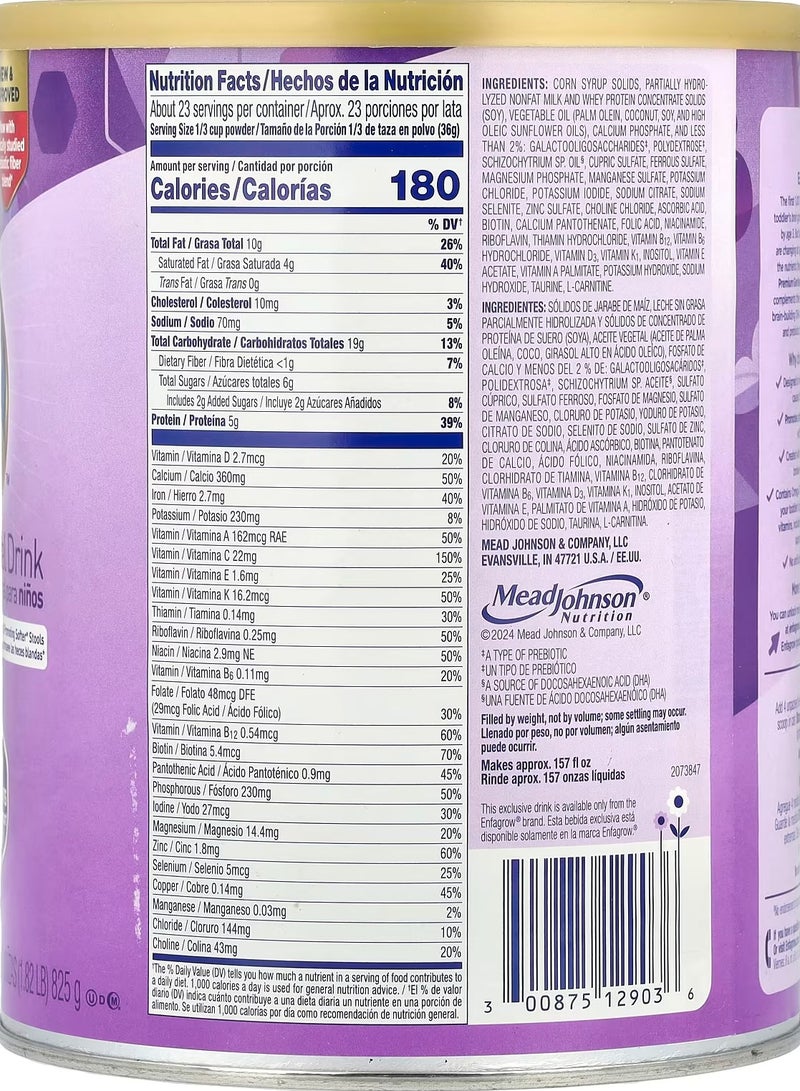 Nutrition Facts/Hechos de la Nutrición
About 23 servings per container/Aprox. 23 porciones por lata
Serving Size 1/3 cup powder/Tamaño de la Porción 1/3 de taza en polvo (36g)
Amount per serving / Cantidad por porción
Calories/Calorías 180
% DV†
Total Fat / Grasa Total 10g 26%
Saturated Fat / Grasa Saturada 4g 40%
Trans Fat / Grasa Trans 0g
Cholesterol / Colesterol 10mg 3%
Sodium / Sodio 70mg 5%
Total Carbohydrate / Carbohidratos Totales 19g 13%
Dietary Fiber / Fibra Dietética <1g 7%
Total Sugars / Azúcares totales 6g
Includes 2g Added Sugars / Incluye 2g Azúcares Añadidos 8%
Protein / Proteína 5g 39%
Vitamin / Vitamina D 2.7mcg 20%
Calcium / Calcio 360mg 50%
Iron / Hierro 2.7mg 40%
Potassium / Potasio 230mg 8%
Vitamin / Vitamina A 162mcg RAE 50%
Vitamin / Vitamina C 22mg 150%
Vitamin / Vitamina E 1.6mg 25%
Vitamin / Vitamina K 16.2mcg 50%
Thiamin / Tiamina 0.14mg 30%
Riboflavin / Riboflavina 0.25mg 50%
Niacin / Niacina 2.9mg NE 50%
Vitamin / Vitamina B6 0.11mg 20%
Folate / Folato 48mcg DFE
(29mcg Folic Acid / Ácido Fólico) 30%
Vitamin / Vitamina B12 0.54mcg 60%
Biotin / Biotina 5.4mcg 70%
Pantothenic Acid / Ácido Pantoténico 0.9mg 45%
Phosphorous / Fósforo 230mg 50%
Iodine / Yodo 27mcg 30%
Magnesium / Magnesio 14.4mg 20%
Zinc / Cinc 1.8mg 60%
Selenium / Selenio 5mcg 25%
Copper / Cobre 0.14mg 45%
Manganese / Manganeso 0.03mg 2%
Chloride / Cloruro 144mg 10%
Choline / Colina 43mg 20%
†The % Daily Value (DV) tells you how much a nutrient in a serving of food contributes to
a daily diet. 1,000 calories a day is used for general nutrition advice. / †El % de valor
diario (DV) indica cuánto contribuye a una dieta diaria un nutriente en una porción de
alimento. Se utilizan 1,000 calorías por día como recomendación de nutrición general.
INGREDIENTS: CORN SYRUP SOLIDS, PARTIALLY HYDRO-
LYZED NONFAT MILK AND WHEY PROTEIN CONCENTRATE SOLIDS
(SOY), VEGETABLE OIL (PALM OLEIN, COCONUT, SOY, AND HIGH
OLEIC SUNFLOWER OILS), CALCIUM PHOSPHATE, AND LESS
THAN 2%: GALACTOOLIGOSACCHARIDES‡, POLYDEXTROSE‡,
SCHIZOCHYTRIUM SP. OIL§, CUPRIC SULFATE, FERROUS SULFATE,
MAGNESIUM PHOSPHATE, MANGANESE SULFATE, POTASSIUM
CHLORIDE, POTASSIUM IODIDE, SODIUM CITRATE, SODIUM
SELENITE, ZINC SULFATE, CHOLINE CHLORIDE, ASCORBIC ACID,
BIOTIN, CALCIUM PANTOTHENATE, FOLIC ACID, NIACINAMIDE,
RIBOFLAVIN, THIAMIN HYDROCHLORIDE, VITAMIN B12, VITAMIN B6
HYDROCHLORIDE, VITAMIN D3, VITAMIN K1, INOSITOL, VITAMIN E
ACETATE, VITAMIN A PALMITATE, POTASSIUM HYDROXIDE, SODIUM
HYDROXIDE, TAURINE, L-CARNITINE.
INGREDIENTES: SÓLIDOS DE JARABE DE MAÍZ, LECHE SIN GRASA
PARCIALMENTE HIDROLIZADA Y SÓLIDOS DE CONCENTRADO DE
PROTEÍNA DE SUERO (SOYA), ACEITE VEGETAL (ACEITE DE PALMA
OLEÍNA, COCO, GIRASOL ALTO EN ÁCIDO OLEÍCO), FOSFATO DE
CALCIO Y MENOS DEL 2 % DE: GALACTOOLIGOSACÁRIDOS‡,
POLIDEXTROSA‡, SCHIZOCHYTRIUM SP. ACEITE§, SULFATO
CÚPRICO, SULFATO FERROSO, FOSFATO DE MAGNESIO, SULFATO
DE MANGANESO, CLORURO DE POTASIO, YODURO DE POTASIO,
CITRATO DE SODIO, SELENITO DE SODIO, SULFATO DE ZINC,
CLORURO DE COLINA, ÁCIDO ASCÓRBICO, BIOTINA, PANTOTENATO
DE CALCIO, ÁCIDO FÓLICO, NIACINAMIDA, RIBOFLAVINA,
CLORHIDRATO DE TIAMINA, VITAMINA B12, CLORHIDRATO DE
VITAMINA B6, VITAMINA D3, VITAMINA K1, INOSITOL, ACETATO DE
VITAMINA E, PALMITATO DE VITAMINA A, HIDRÓXIDO DE POTASIO,
HIDRÓXIDO DE SODIO, TAURINA, L-CARNITINA.
MEAD JOHNSON & COMPANY, LLC
EVANSVILLE, IN 47721 U.S.A. / EE.UU.
MeadJohnson®
Nutrition
©2024 Mead Johnson & Company, LLC
‡A TYPE OF PREBIOTIC
‡UN TIPO DE PREBIÓTICO
§A SOURCE OF DOCOSAHEXAENOIC ACID (DHA)
§UNA FUENTE DE ÁCIDO DOCOSAHEXAENÓICO (DHA)
Filled by weight, not by volume; some settling may occur.
Llenado por peso, no por volumen; algún asentamiento
puede ocurrir.
Makes approx. 157 fl oz
Rinde aprox. 157 onzas líquidas
2073847
This exclusive drink is available only from the
Enfagrow® brand. Esta bebida exclusiva está
disponible solamente en la marca Enfagrow.®
3 00875 12903 6
Drink
para niños
Softer Stools
heces blandas"
(1.82 LB) 825 g